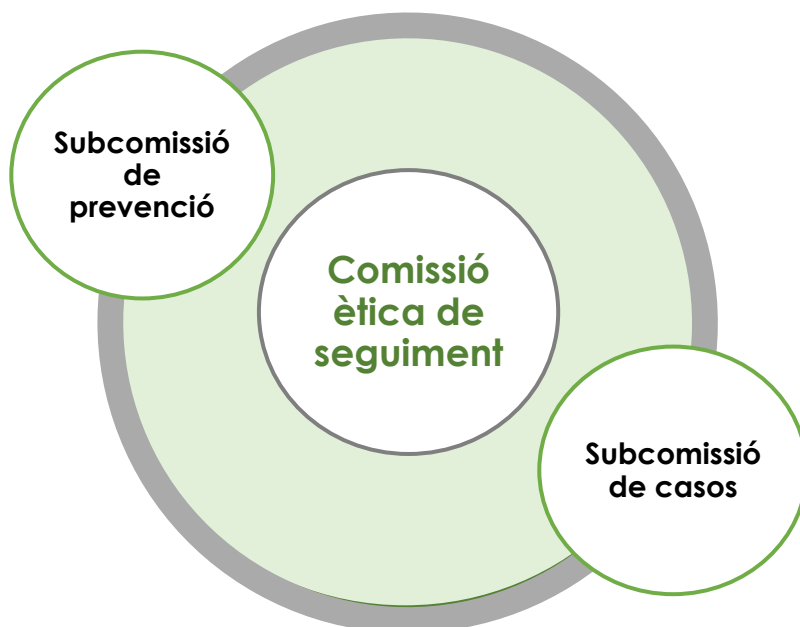 Subcomissió
de
prevenció
Comissió
ètica de
seguiment
Subcomissió
de casos